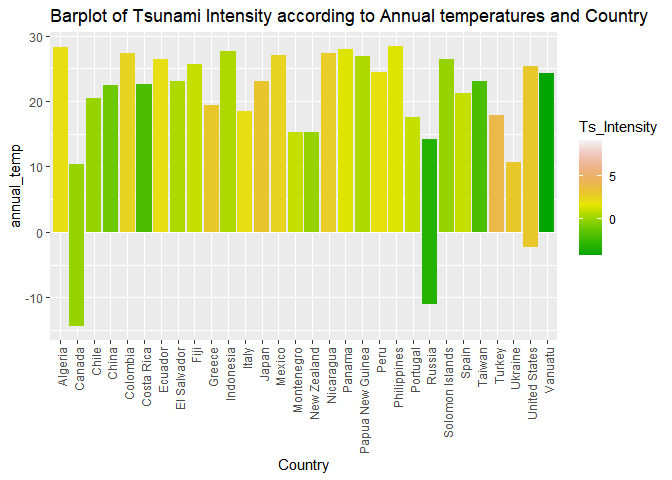 Barplot of Tsunami Intensity according to Annual temperatures and Country
annual_temp
30
20
10
0
-10
Algeria
Canada
Chile
China
Colombia
Costa Rica
Ecuador
El Salvador
Fiji
Greece
Indonesia
Italy
Japan
Mexico
Montenegro
New Zealand
Nicaragua
Panama
Papua New Guinea
Peru
Philippines
Portugal
Russia
Solomon Islands
Spain
Taiwan
Turkey
Ukraine
United States
Vanuatu
Country
Ts_Intensity
5
0